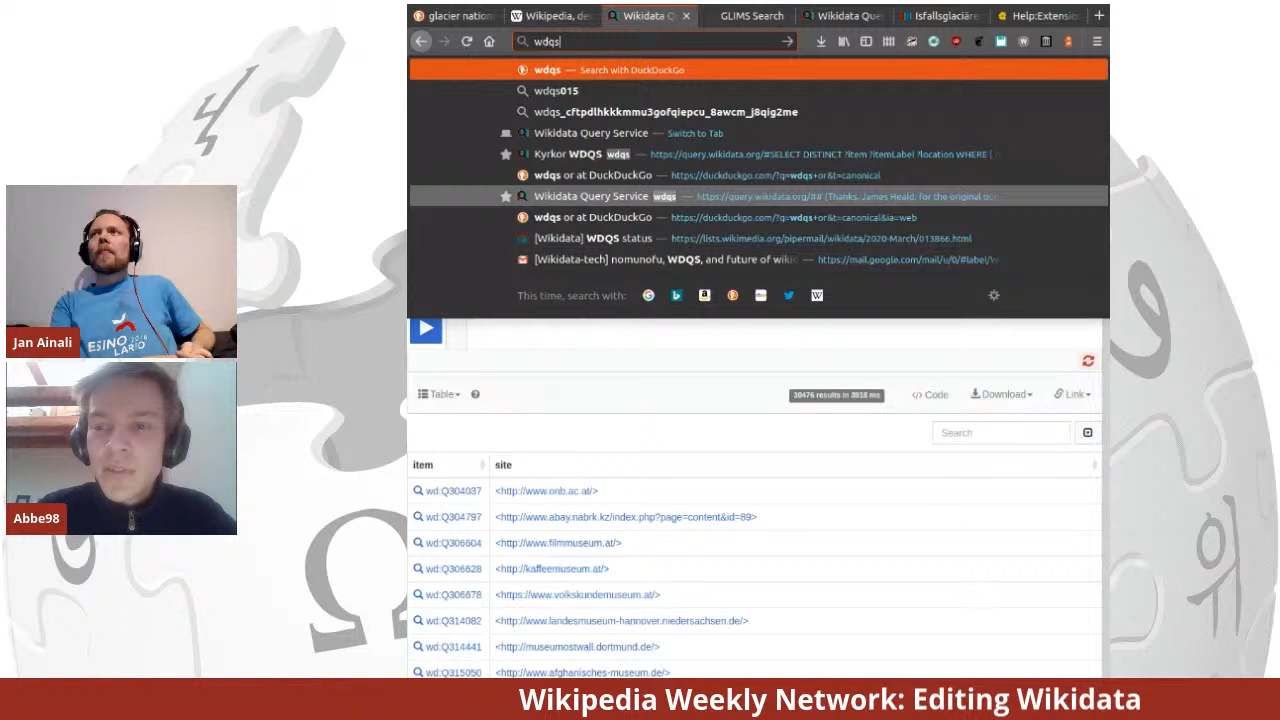 glacier nation
Wikipedia, de
Wikidata Q
GLIMS Search
Wikidata Que
Isfallsglaciäre
Help:Extensio
wdqs
wdqs — Search with DuckDuckGo
wdqs015
wdqs_cftpdlhkkkmmu3gofqiepcu_8awcm_j8qig2me
Wikidata Query Service — Switch to Tab
Kyrkor WDQS wdqs — https://query.wikidata.org/#SELECT DISTINCT ?item ?itemLabel ?location WHERE {
wdqs or at DuckDuckGo — https://duckduckgo.com/?q=wdqs+or&t=canonical
Wikidata Query Service wdqs — https://query.wikidata.org/## (Thanks, James Heald, for the original
wdqs or at DuckDuckGo — https://duckduckgo.com/?q=wdqs+or&t=canonical&ia=web
[Wikidata] WDQS status — https://lists.wikimedia.org/pipermail/wikidata/2020-March/013866.html
[Wikidata-tech] nomunofu, WDQS, and future of wiki — https://mail.google.com/mail/u/0/#label/W
This time, search with:
Jan Ainali
ESINO 2016
LARIO
Abbe98
Table
30476 results in 3918 ms
</> Code
Download
Link
Search
item site
wd:Q304037 <http://www.onb.ac.at/>
wd:Q304797 <http://www.abay.nabrk.kz/index.php?page=content&id=89>
wd:Q306604 <http://www.filmmuseum.at/>
wd:Q306628 <http://kaffeemuseum.at/>
wd:Q306678 <https://www.volkskundemuseum.at/>
wd:Q314082 <http://www.landesmuseum-hannover.niedersachsen.de/>
wd:Q314441 <http://museumostwall.dortmund.de/>
wd:Q315050 <http://www.afghanisches-museum.de/>
Ω
위
Wikipedia Weekly Network: Editing Wikidata